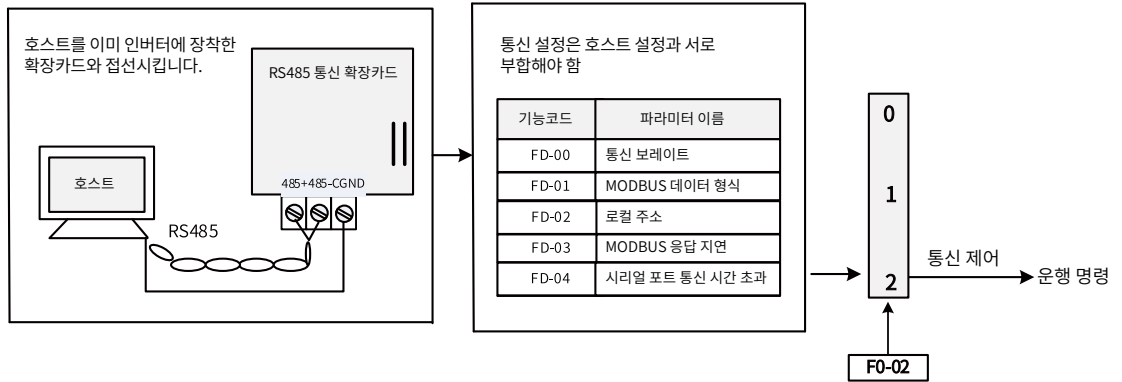 호스트를 이미 인버터에 장착한
확장카드와 접선시킵니다.
RS485 통신 확장카드
호스트
485+485-CGND
RS485
통신 설정은 호스트 설정과 서로
부합해야 함
기능코드 파라미터 이름
FD-00 통신 보레이트
FD-01 MODBUS 데이터 형식
FD-02 로컬 주소
FD-03 MODBUS 응답 지연
FD-04 시리얼 포트 통신 시간 초과
0
1
2
통신 제어
운행 명령
F0-02